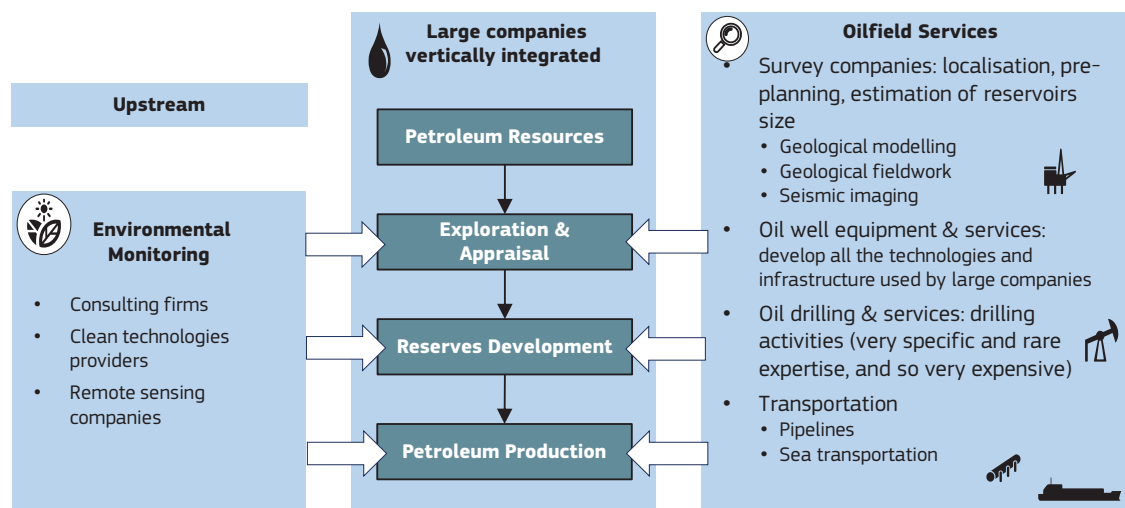 Upstream
Environmental
Monitoring
• Consulting firms
• Clean technologies
providers
• Remote sensing
companies
Large companies
vertically integrated
Petroleum Resources
Exploration &
Appraisal
Reserves Development
Petroleum Production
Oilfield Services
• Survey companies: localisation, pre-
planning, estimation of reservoirs
size
• Geological modelling
• Geological fieldwork
• Seismic imaging
• Oil well equipment & services:
develop all the technologies and
infrastructure used by large companies
• Oil drilling & services: drilling
activities (very specific and rare
expertise, and so very expensive)
• Transportation
• Pipelines
• Sea transportation